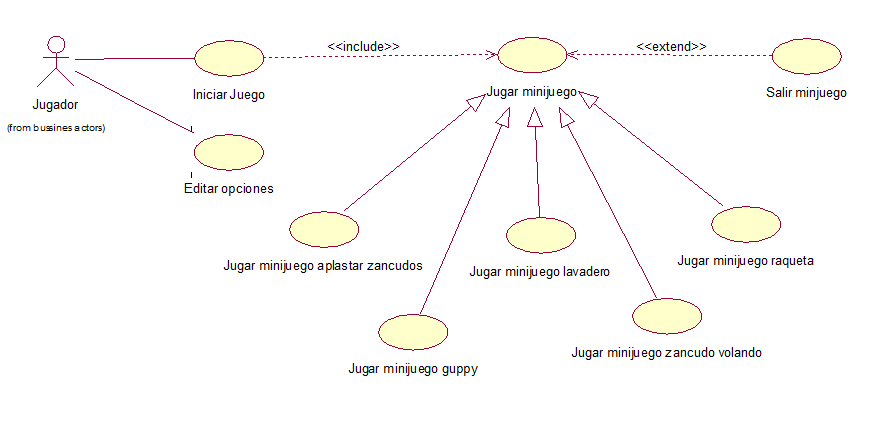 <<include>>
<<extend>>
Iniciar Juego
Jugar minijuego
Salir minjuego
Jugador
(from bussines actors)
Editar opciones
Jugar minijuego aplastar zancudos
Jugar minijuego lavadero
Jugar minijuego raqueta
Jugar minijuego guppy
Jugar minijuego zancudo volando